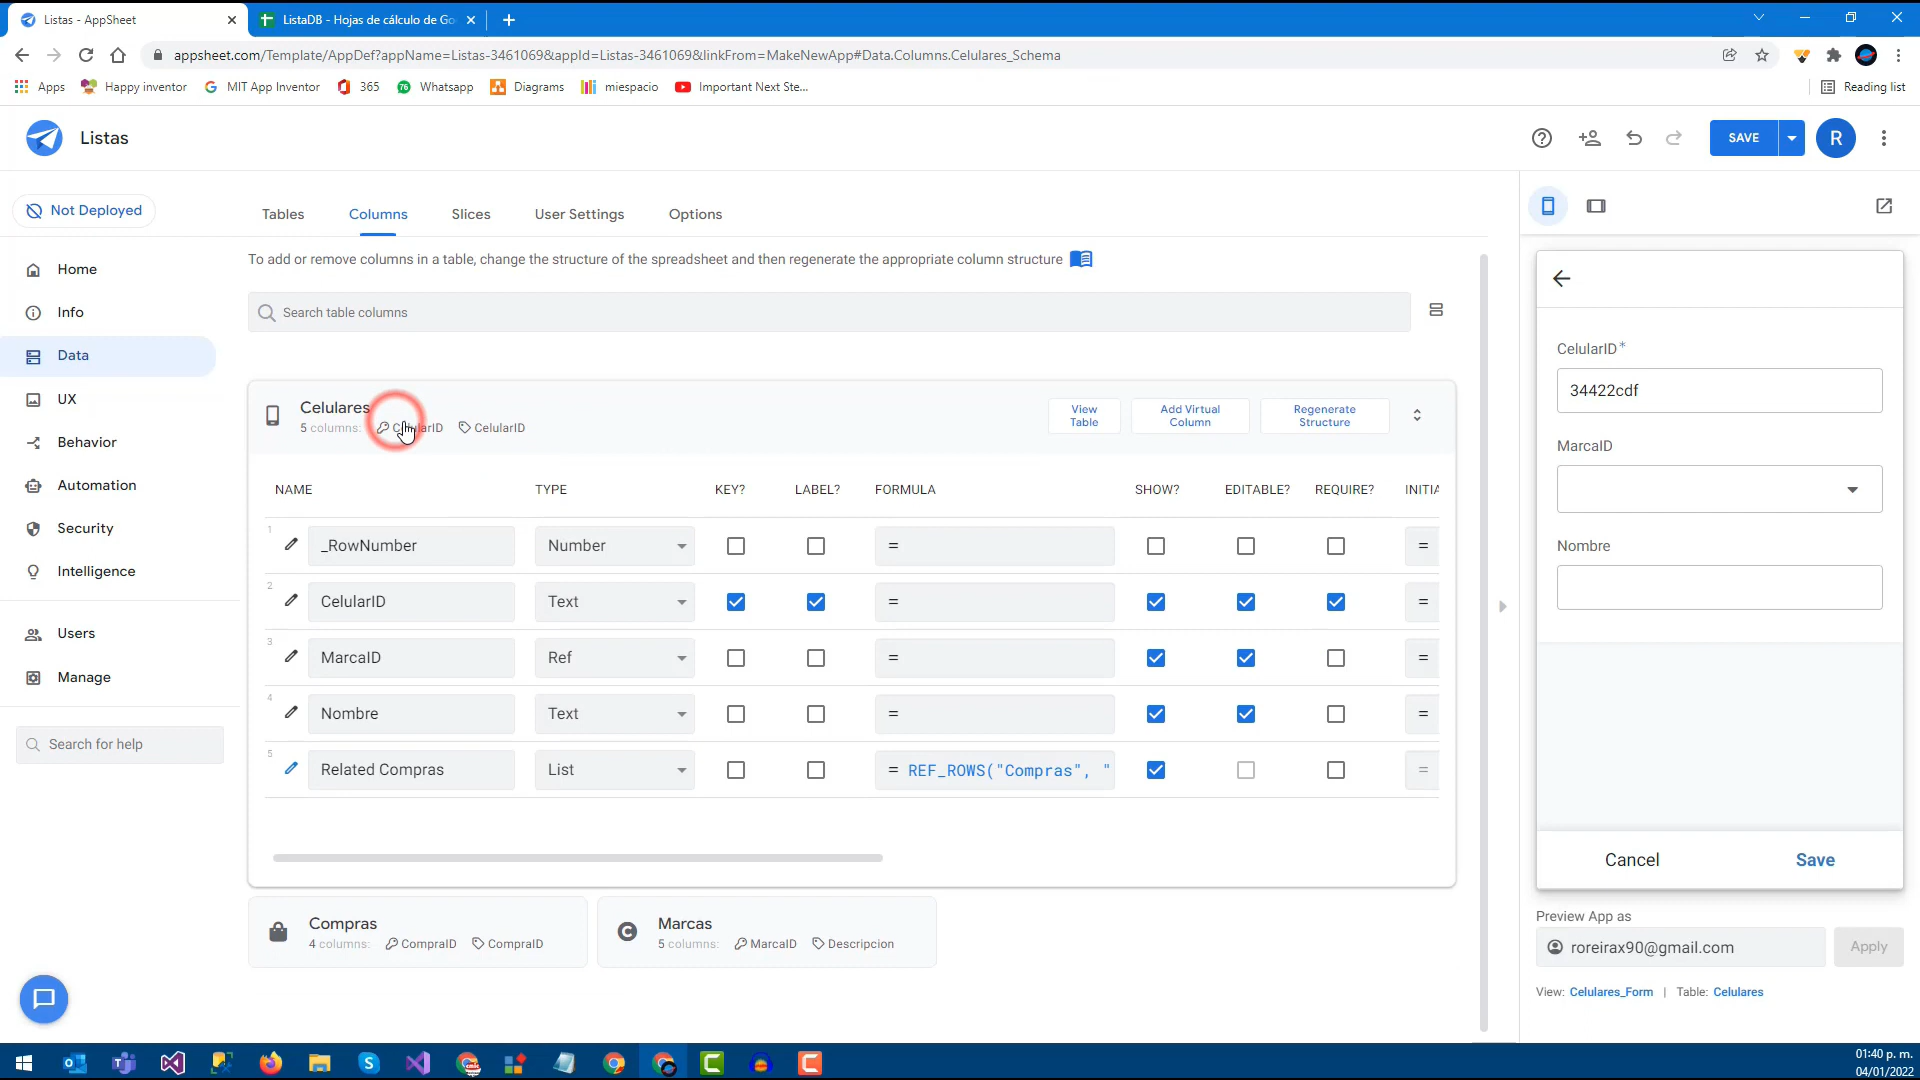 Listas - AppSheet
ListaDB - Hojas de cálculo de Go
appsheet.com/Template/AppDef?appName=Listas-3461069&appId=Listas-3461069&linkFrom=MakeNewApp#Data.Columns.Celulares_Schema
Apps
Happy inventor
MIT App Inventor
365
Whatsapp
Diagrams
miespacio
Important Next Ste...
Reading list
Listas
SAVE
R
Not Deployed
Tables
Columns
Slices
User Settings
Options
To add or remove columns in a table, change the structure of the spreadsheet and then regenerate the appropriate column structure
Home
Info
Data
UX
Behavior
Automation
Security
Intelligence
Users
Manage
Search for help
Search table columns
Celulares
5 columns: CelularID CelularID
View Table
Add Virtual Column
Regenerate Structure
NAME TYPE KEY? LABEL? FORMULA SHOW? EDITABLE? REQUIRE? INITIA
1 _RowNumber Number = =
2 CelularID Text = =
3 MarcaID Ref = =
4 Nombre Text = =
5 Related Compras List = REF_ROWS("Compras", " =
Compras
4 columns: CompraID CompraID
Marcas
5 columns: MarcaID Descripcion
CelularID*
34422cdf
MarcaID
Nombre
Cancel
Save
Preview App as
roreirax90@gmail.com
Apply
View: Celulares_Form | Table: Celulares
01:40 p. m.
04/01/2022